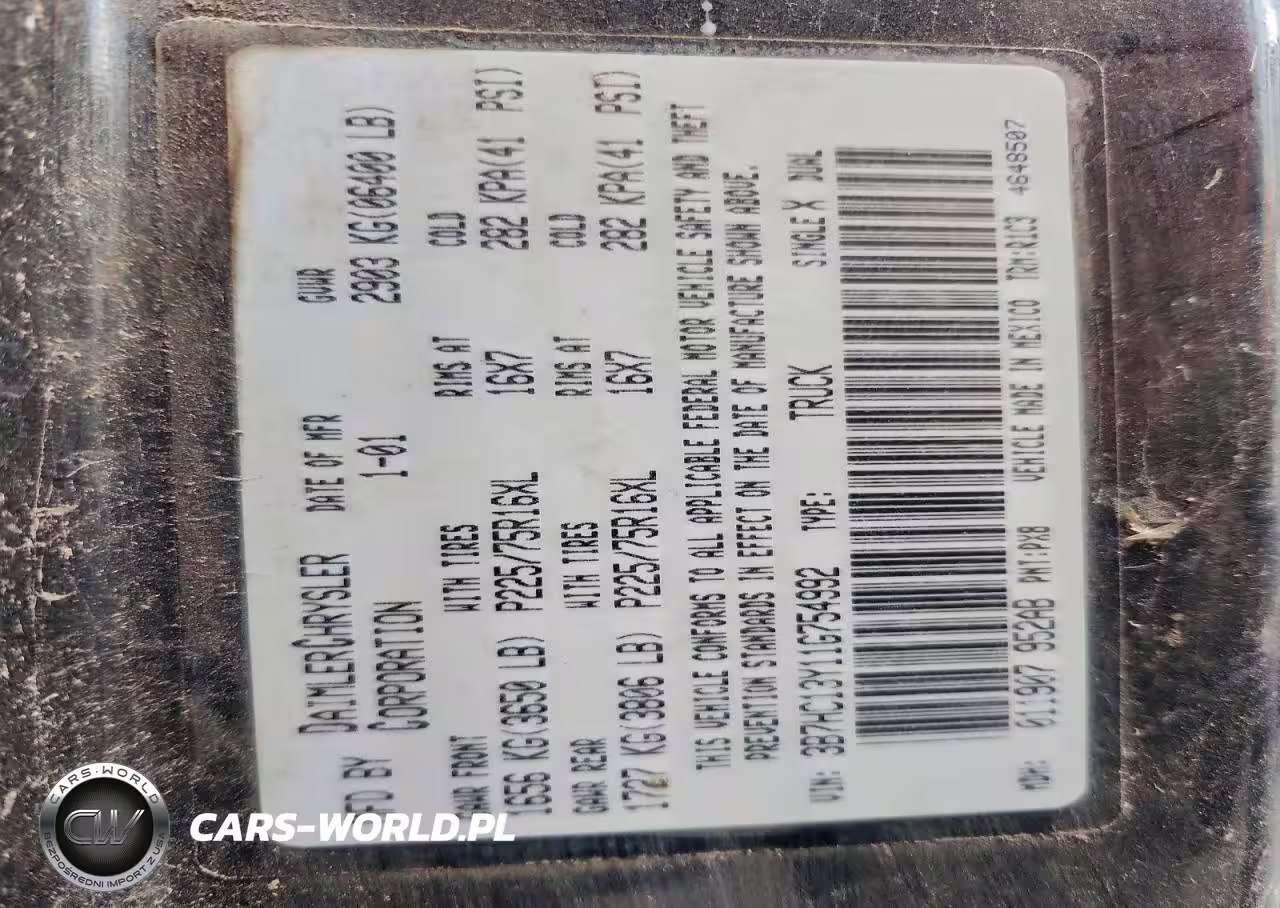 MFD BY DAIMLERCHRYSLER CORPORATION
DATE OF MFR 1-01
GVWR 2903 KG(06400 LB)
GAWR FRONT WITH TIRES RIMS AT COLD
1656 KG(3650 LB) P225/75R16XL 16X7 282 KPA(41 PSI)
GAWR REAR WITH TIRES RIMS AT COLD
1727 KG(3806 LB) P225/75R16XL 16X7 282 KPA(41 PSI)
THIS VEHICLE CONFORMS TO ALL APPLICABLE FEDERAL MOTOR VEHICLE SAFETY AND THEFT
PREVENTION STANDARDS IN EFFECT ON THE DATE OF MANUFACTURE SHOWN ABOVE.
VIN: 3B7HC13Y11G754992 TYPE: TRUCK SINGLE X DUAL
MDH: 011907 952AB PNT:PX8 VEHICLE MADE IN MEXICO TRM:R1C3 4648507
CARS-WORLD
CW
BEZPOŚREDNI IMPORT Z USA
CARS-WORLD.PL